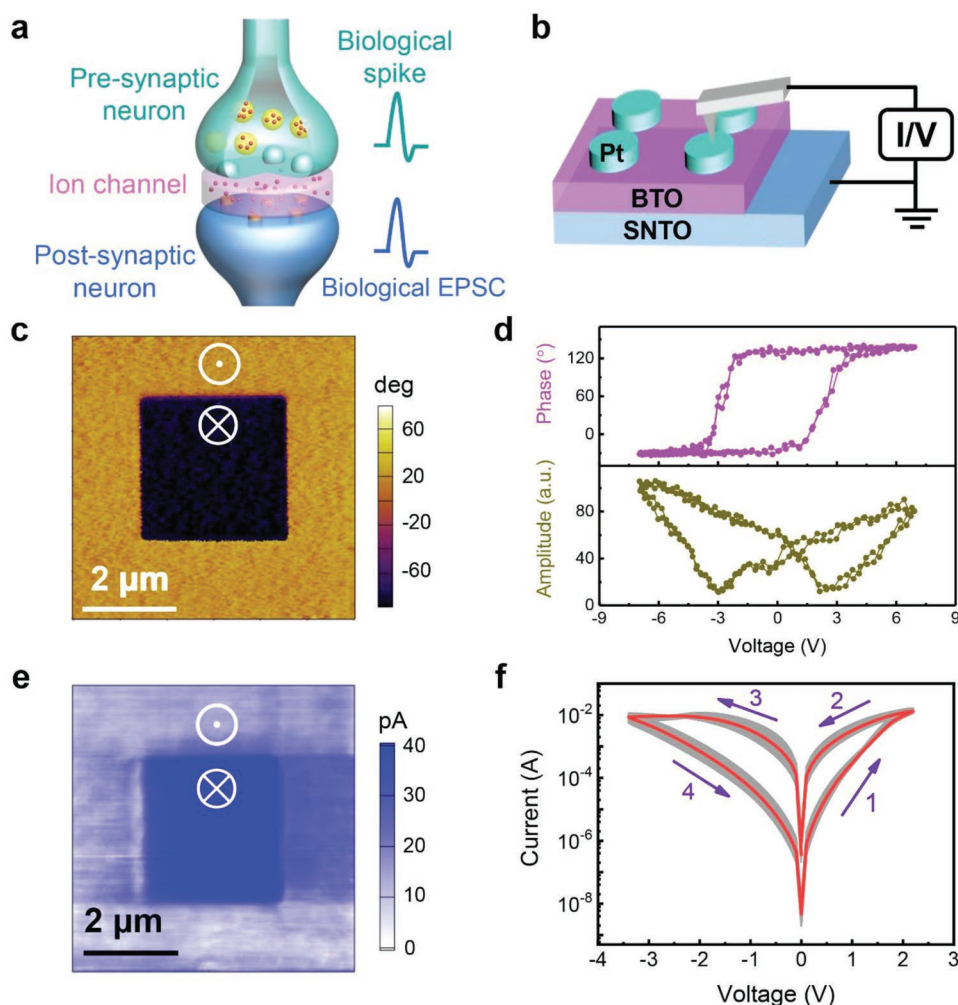 a
Pre-synaptic
neuron
Biological
spike
Ion channel
Post-synaptic
neuron
Biological EPSC
b
Pt
BTO
SNTO
I/V
c
deg
60
20
-20
-60
2 µm
d
Phase (°)
120
60
0
Amplitude (a.u.)
80
40
0
-9 -6 -3 0 3 6 9
Voltage (V)
e
pA
40
30
20
10
0
2 µm
f
Current (A)
10⁻²
10⁻⁴
10⁻⁶
10⁻⁸
3
2
4
1
-4 -3 -2 -1 0 1 2 3
Voltage (V)